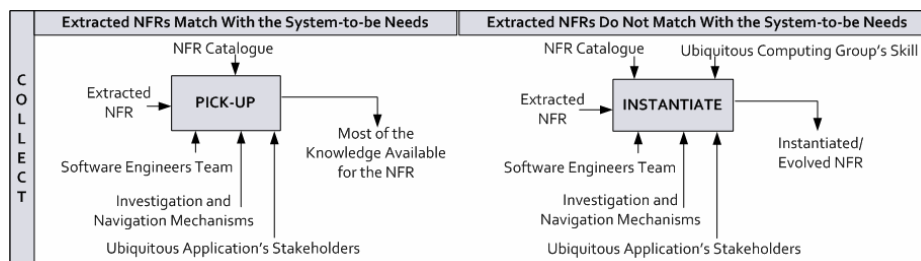 Extracted NFRs Match With the System-to-be Needs
Extracted NFRs Do Not Match With the System-to-be Needs
COLLECT
NFR Catalogue
Extracted
NFR
PICK-UP
Most of the
Knowledge Available
for the NFR
Software Engineers Team
Investigation and
Navigation Mechanisms
Ubiquitous Application's Stakeholders
NFR Catalogue
Ubiquitous Computing Group's Skill
Extracted
NFR
INSTANTIATE
Instantiated/
Evolved NFR
Software Engineers Team
Investigation and
Navigation Mechanisms
Ubiquitous Application's Stakeholders